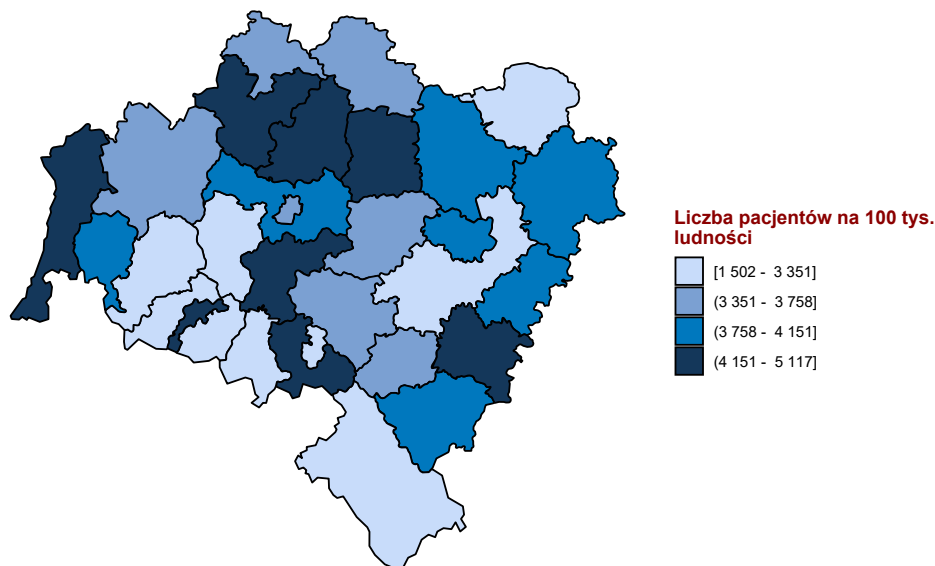 Liczba pacjentów na 100 tys.
ludności
[1 502 - 3 351]
(3 351 - 3 758]
(3 758 - 4 151]
(4 151 - 5 117]